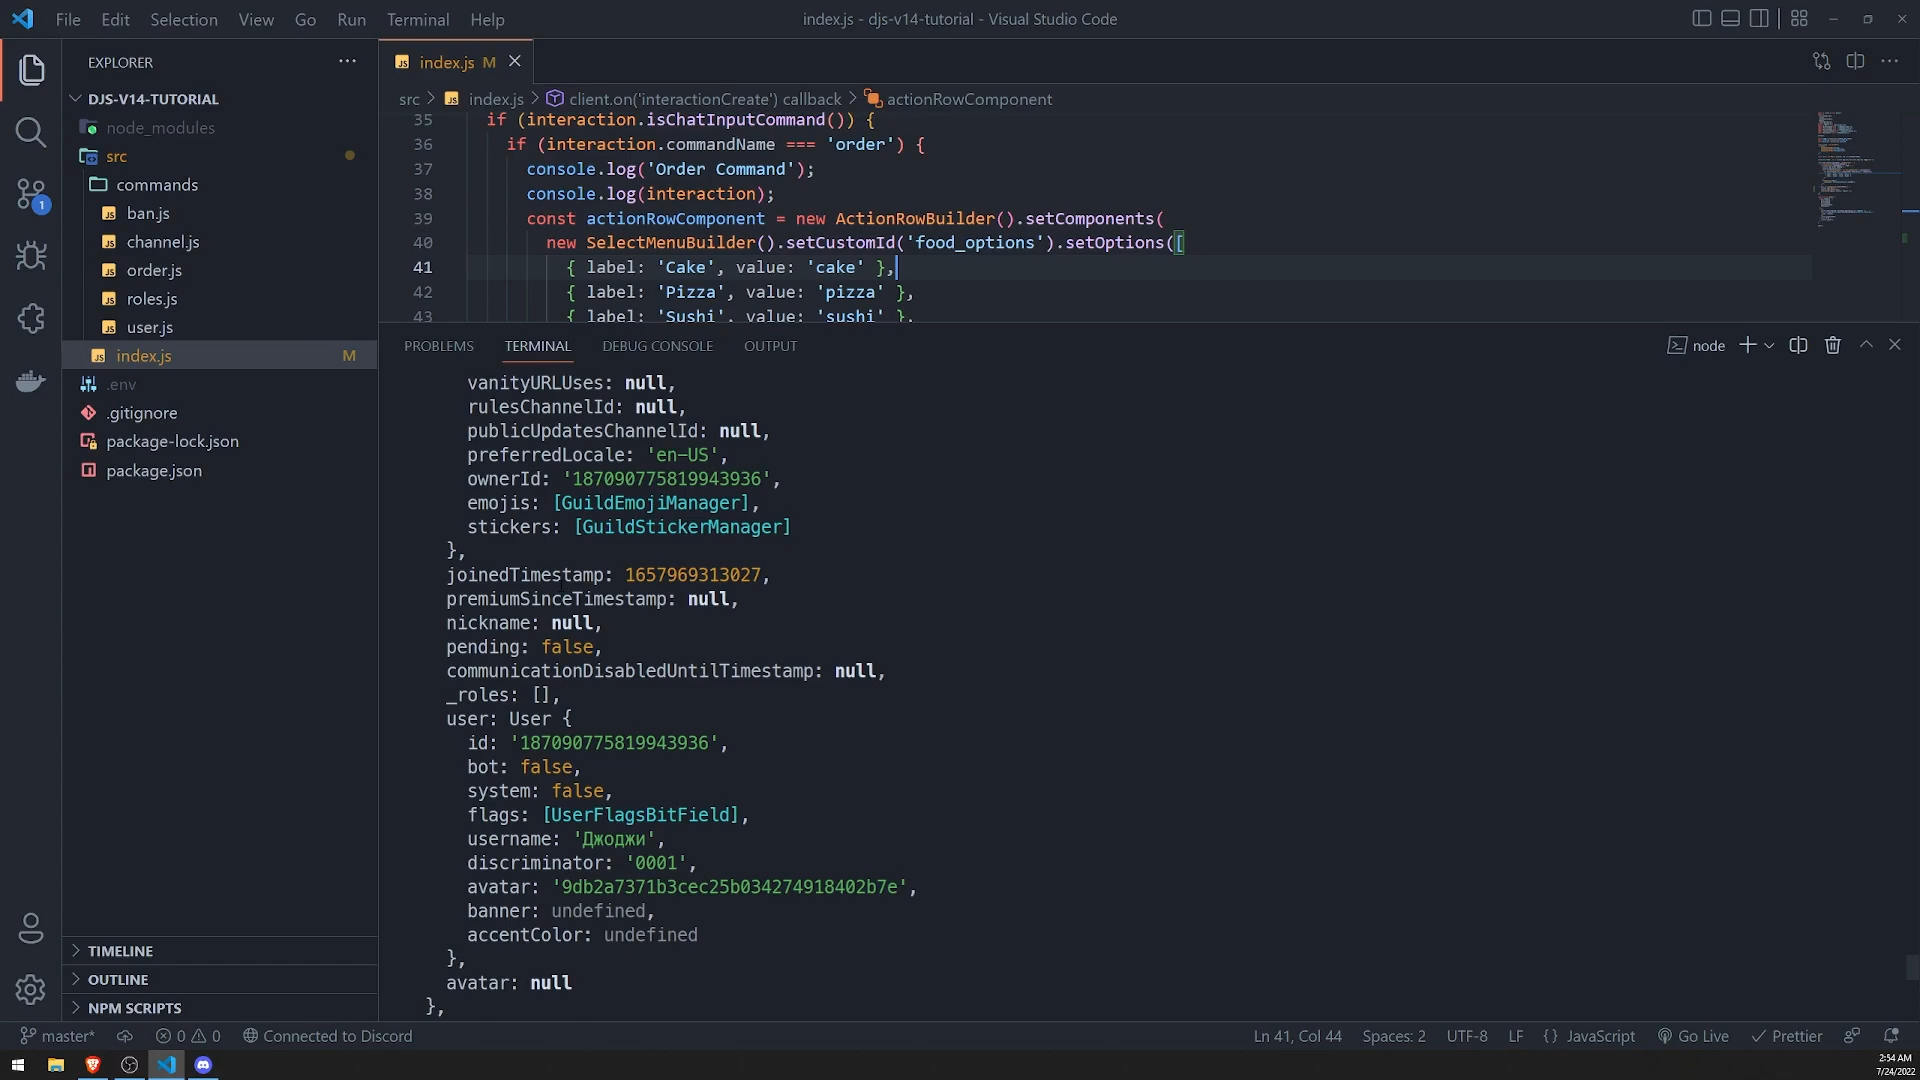 File Edit Selection View Go Run Terminal Help
index.js - djs-v14-tutorial - Visual Studio Code
EXPLORER
DJS-V14-TUTORIAL
node_modules
src
commands
ban.js
channel.js
order.js
roles.js
user.js
index.js M
.env
.gitignore
package-lock.json
package.json
TIMELINE
OUTLINE
NPM SCRIPTS
1
index.js M
src > index.js > client.on('interactionCreate') callback > actionRowComponent
35 if (interaction.isChatInputCommand()) {
36 if (interaction.commandName === 'order') {
37 console.log('Order Command');
38 console.log(interaction);
39 const actionRowComponent = new ActionRowBuilder().setComponents(
40 new SelectMenuBuilder().setCustomId('food_options').setOptions([
41 { label: 'Cake', value: 'cake' },
42 { label: 'Pizza', value: 'pizza' },
43 { label: 'Sushi', value: 'sushi' },
PROBLEMS TERMINAL DEBUG CONSOLE OUTPUT
node
vanityURLUses: null,
rulesChannelId: null,
publicUpdatesChannelId: null,
preferredLocale: 'en-US',
ownerId: '187090775819943936',
emojis: [GuildEmojiManager],
stickers: [GuildStickerManager]
},
joinedTimestamp: 1657969313027,
premiumSinceTimestamp: null,
nickname: null,
pending: false,
communicationDisabledUntilTimestamp: null,
_roles: [],
user: User {
id: '187090775819943936',
bot: false,
system: false,
flags: [UserFlagsBitField],
username: 'Джоджи',
discriminator: '0001',
avatar: '9db2a7371b3cec25b034274918402b7e',
banner: undefined,
accentColor: undefined
},
avatar: null
},
master* 0 0 Connected to Discord
Ln 41, Col 44 Spaces: 2 UTF-8 LF {} JavaScript Go Live Prettier
2:54 AM
7/24/2022